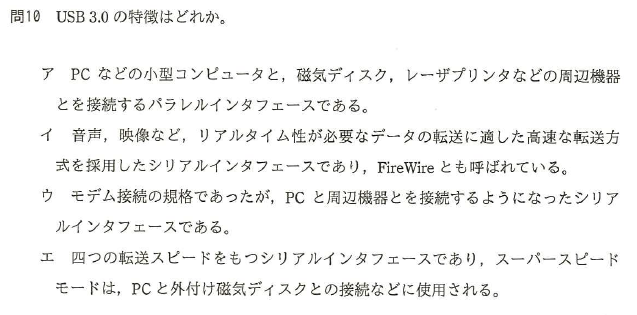 問10 USB 3.0 の特徴はどれか。
ア PC などの小型コンピュータと，磁気ディスク，レーザプリンタなどの周辺機器
とを接続するパラレルインタフェースである。
イ 音声，映像など，リアルタイム性が必要なデータの転送に適した高速な転送方
式を採用したシリアルインタフェースであり，FireWire とも呼ばれている。
ウ モデム接続の規格であったが，PC と周辺機器とを接続するようになったシリア
ルインタフェースである。
エ 四つの転送スピードをもつシリアルインタフェースであり，スーパースピード
モードは，PC と外付け磁気ディスクとの接続などに使用される。